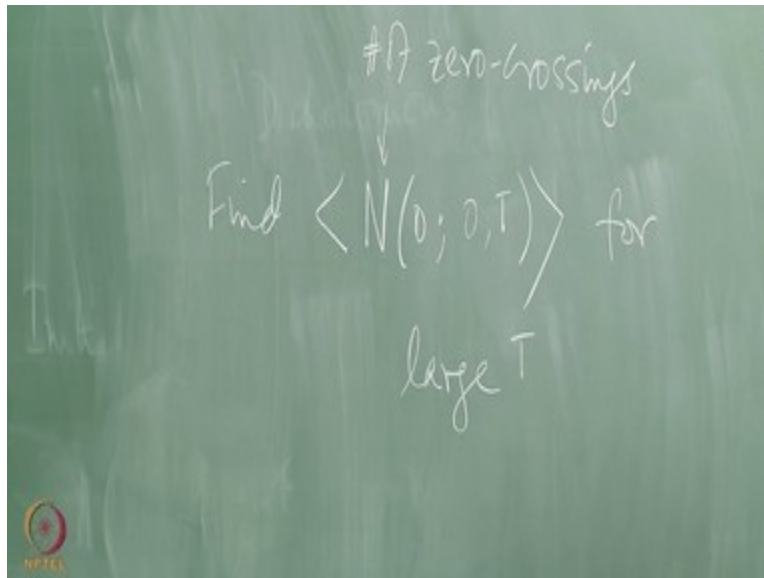 # of zero-crossings
Find ⟨N(0; 0,T)⟩ for
large T
NPTEL